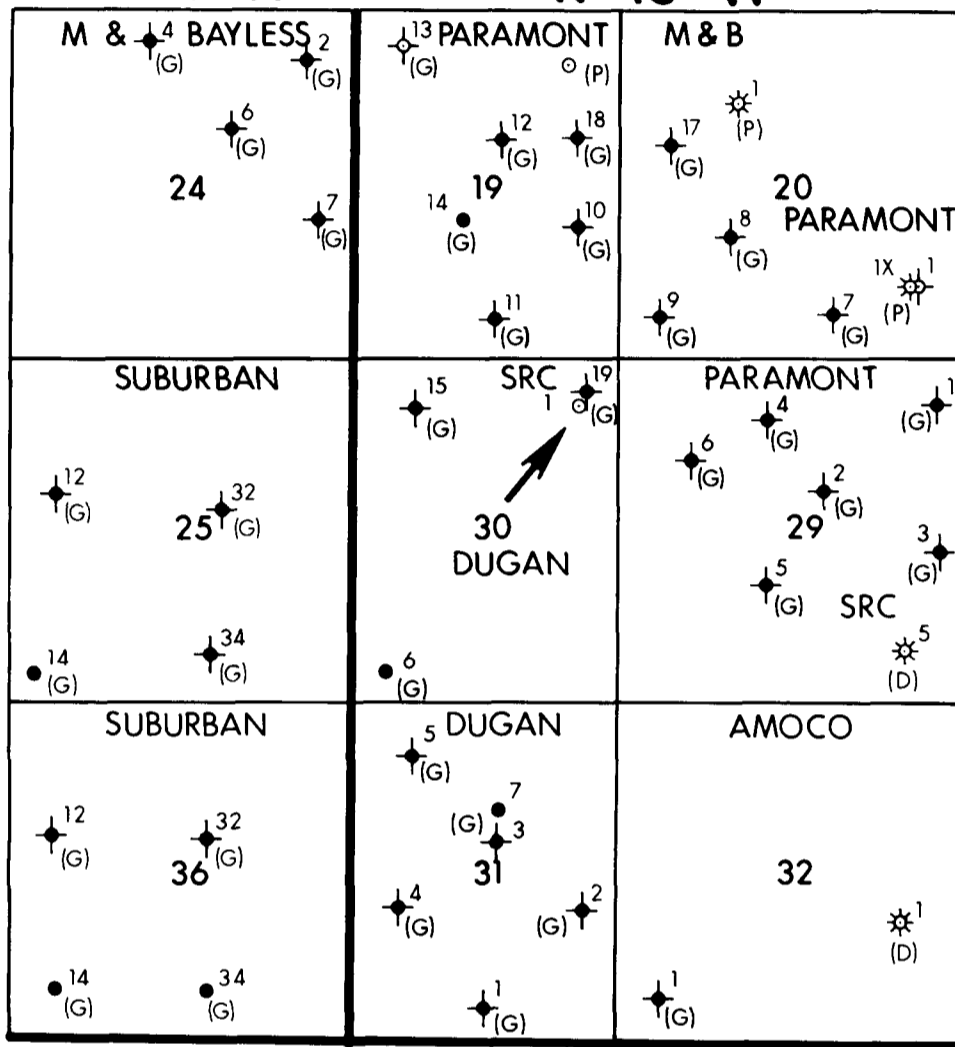 M & 4 BAYLESS 2
(G) (G)
6
(G)
24
7
(G)
13 PARAMONT
(G) (P)
12 18
(G) (G)
19
14 10
(G) (G)
11
(G)
M & B
1
(P)
17
(G)
20
PARAMONT
8
(G)
1X 1
(P)
9 7
(G) (G)
SUBURBAN
12
(G)
32
25 (G)
34
(G)
14
(G)
SRC 19
15 1 (G)
(G)
30
DUGAN
6
(G)
PARAMONT
4 1
(G) (G)
6
(G)
2
(G)
29
3
(G)
5
(G)
SRC
5
(D)
SUBURBAN
12 32
(G) (G)
36
14 34
(G) (G)
DUGAN
5
(G)
7
(G)
3
31
4 2
(G) (G)
1
(G)
AMOCO
32
1
(D)
1
(G)